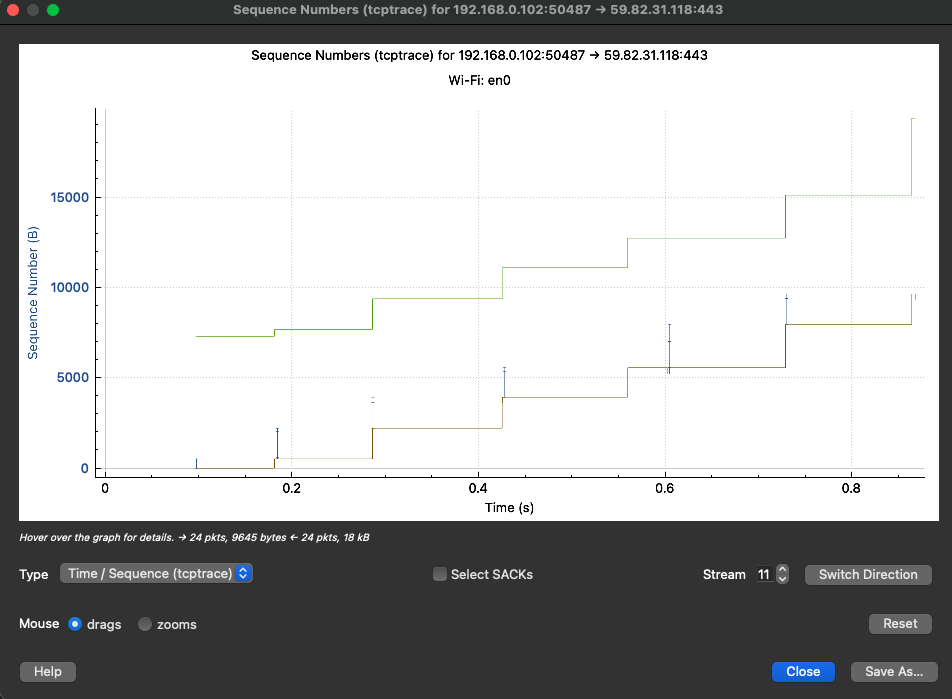 Sequence Numbers (tcptrace) for 192.168.0.102:50487 → 59.82.31.118:443
Sequence Numbers (tcptrace) for 192.168.0.102:50487 → 59.82.31.118:443
Wi-Fi: en0
Sequence Number (B)
15000
10000
5000
0
0 0.2 0.4 0.6 0.8
Time (s)
Hover over the graph for details. → 24 pkts, 9645 bytes ← 24 pkts, 18 kB
Type Time / Sequence (tcptrace) Select SACKs Stream 11 Switch Direction
Mouse drags zooms Reset
Help Close Save As...